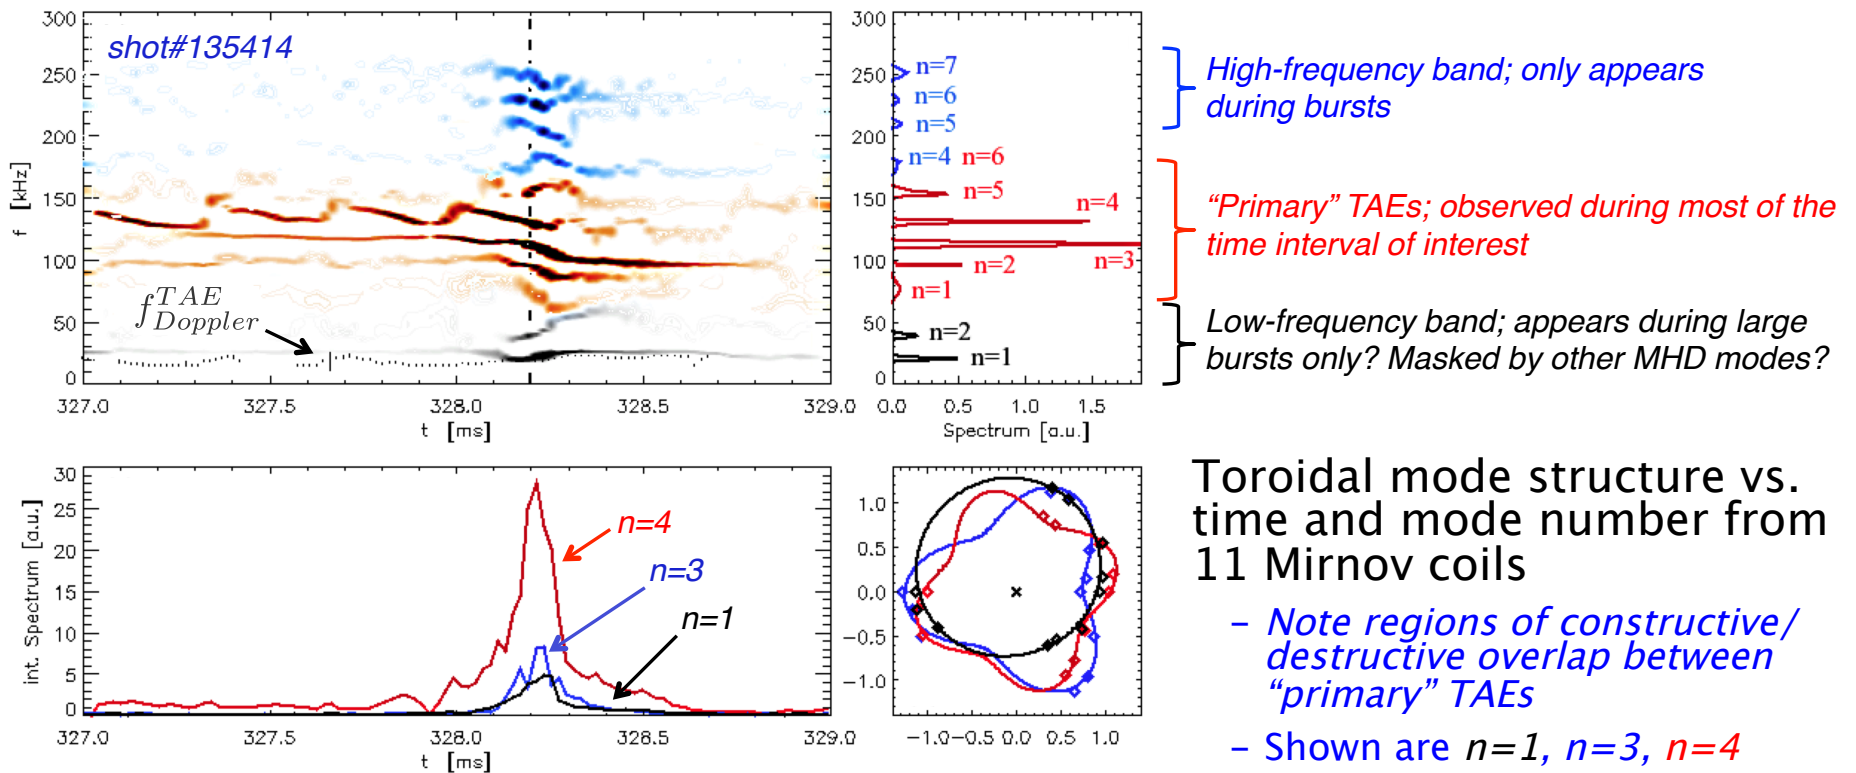 shot#135414
300
250
200
150
100
50
0
f [kHz]
f^{TAE}_{Doppler}
327.0 327.5 328.0 328.5 329.0
t [ms]
300
250
200
150
100
50
0
n=7
n=6
n=5
n=4 n=6
n=5
n=4
n=3
n=2
n=1
n=2
n=1
0.0 0.5 1.0 1.5
Spectrum [a.u.]
High-frequency band; only appears
during bursts
“Primary” TAEs; observed during most of the
time interval of interest
Low-frequency band; appears during large
bursts only? Masked by other MHD modes?
30
25
20
15
10
5
0
int. Spectrum [a.u.]
n=4
n=3
n=1
327.0 327.5 328.0 328.5 329.0
t [ms]
1.0
0.5
0.0
-0.5
-1.0
-1.0 -0.5 0.0 0.5 1.0
Toroidal mode structure vs.
time and mode number from
11 Mirnov coils
– Note regions of constructive/
destructive overlap between
“primary” TAEs
– Shown are n=1, n=3, n=4